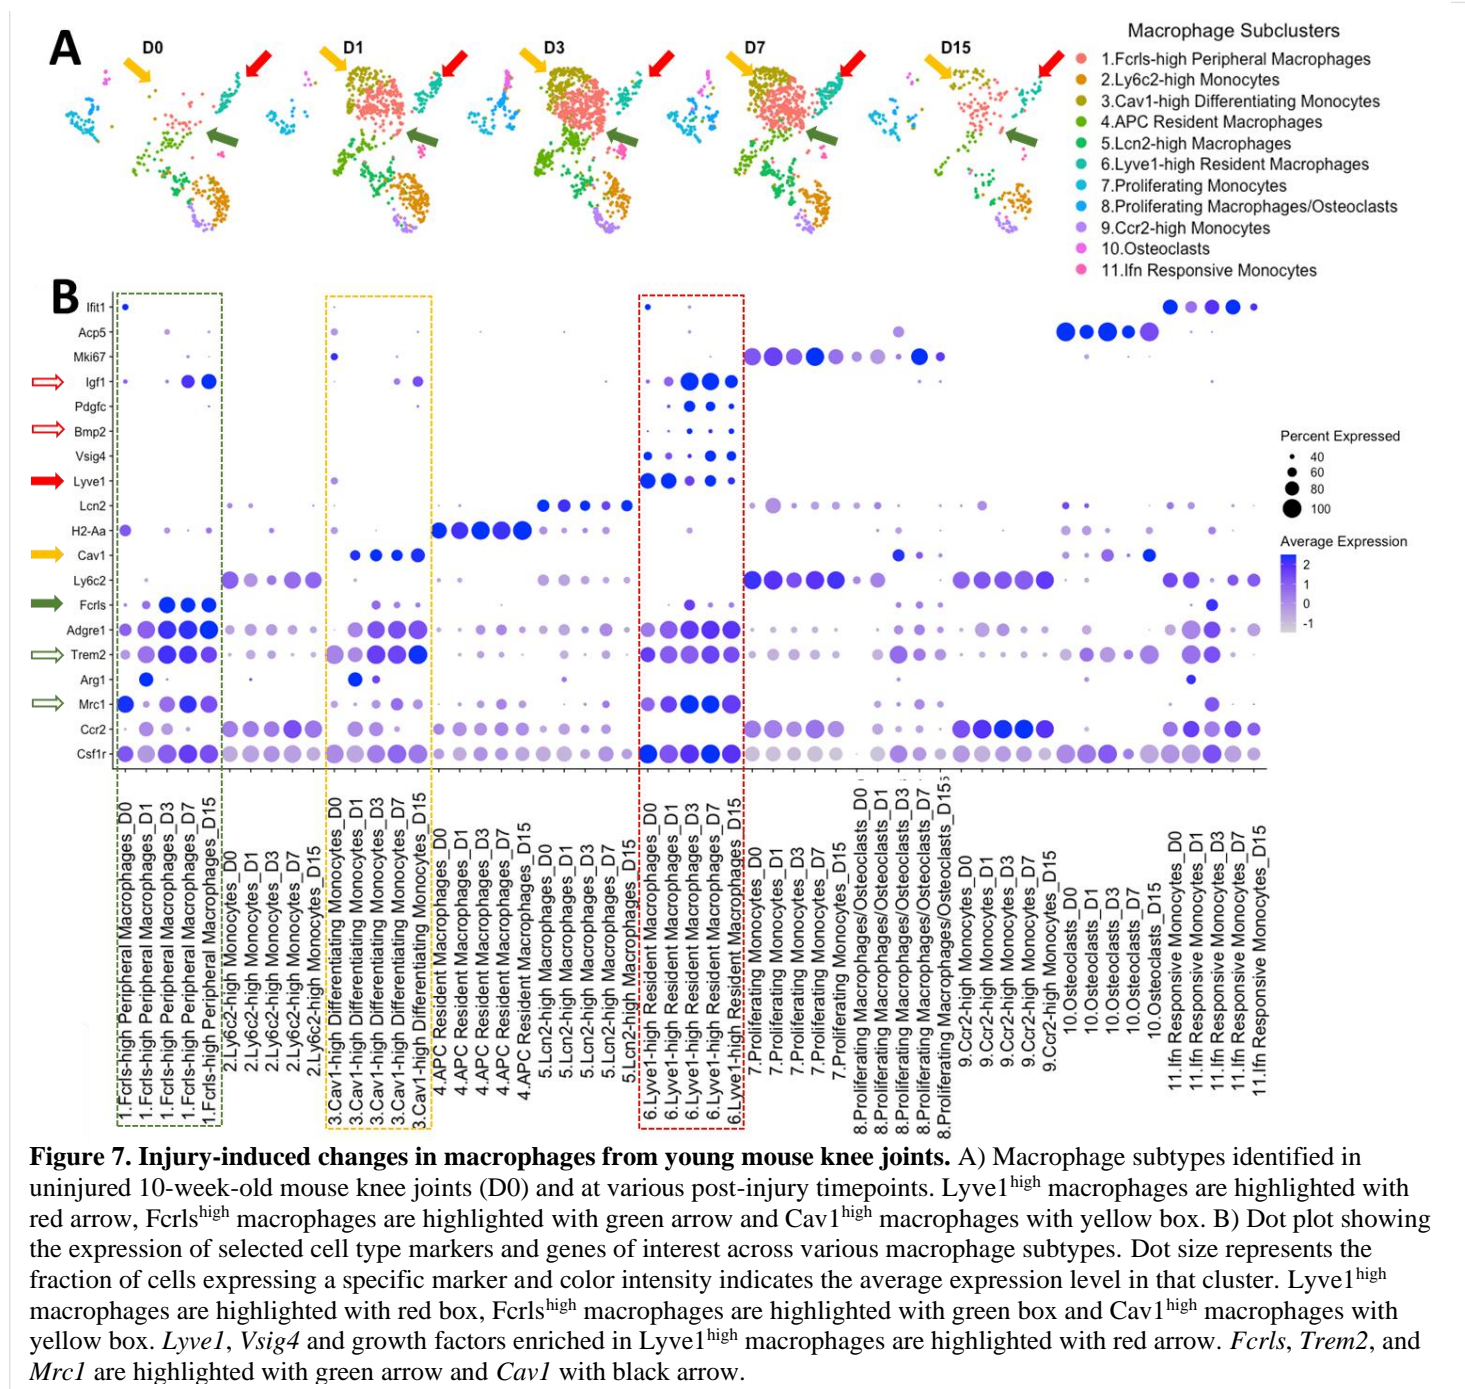 A
D0
D1
D3
D7
D15
Macrophage Subclusters
1.Fcrls-high Peripheral Macrophages
2.Ly6c2-high Monocytes
3.Cav1-high Differentiating Monocytes
4.APC Resident Macrophages
5.Lcn2-high Macrophages
6.Lyve1-high Resident Macrophages
7.Proliferating Monocytes
8.Proliferating Macrophages/Osteoclasts
9.Ccr2-high Monocytes
10.Osteoclasts
11.Ifn Responsive Monocytes
B
Ifit1
Acp5
Mki67
Igf1
Pdgfc
Bmp2
Vsig4
Lyve1
Lcn2
H2-Aa
Cav1
Ly6c2
Fcrls
Adgre1
Trem2
Arg1
Mrc1
Ccr2
Csf1r
Percent Expressed
40
60
80
100
Average Expression
2
1
0
-1
1.Fcrls-high Peripheral Macrophages_D0
1.Fcrls-high Peripheral Macrophages_D1
1.Fcrls-high Peripheral Macrophages_D3
1.Fcrls-high Peripheral Macrophages_D7
1.Fcrls-high Peripheral Macrophages_D15
2.Ly6c2-high Monocytes_D0
2.Ly6c2-high Monocytes_D1
2.Ly6c2-high Monocytes_D3
2.Ly6c2-high Monocytes_D7
2.Ly6c2-high Monocytes_D15
3.Cav1-high Differentiating Monocytes_D0
3.Cav1-high Differentiating Monocytes_D1
3.Cav1-high Differentiating Monocytes_D3
3.Cav1-high Differentiating Monocytes_D7
3.Cav1-high Differentiating Monocytes_D15
4.APC Resident Macrophages_D0
4.APC Resident Macrophages_D1
4.APC Resident Macrophages_D3
4.APC Resident Macrophages_D7
4.APC Resident Macrophages_D15
5.Lcn2-high Macrophages_D0
5.Lcn2-high Macrophages_D1
5.Lcn2-high Macrophages_D3
5.Lcn2-high Macrophages_D7
5.Lcn2-high Macrophages_D15
6.Lyve1-high Resident Macrophages_D0
6.Lyve1-high Resident Macrophages_D1
6.Lyve1-high Resident Macrophages_D3
6.Lyve1-high Resident Macrophages_D7
6.Lyve1-high Resident Macrophages_D15
7.Proliferating Monocytes_D0
7.Proliferating Monocytes_D1
7.Proliferating Monocytes_D3
7.Proliferating Monocytes_D7
7.Proliferating Monocytes_D15
8.Proliferating Macrophages/Osteoclasts_D0
8.Proliferating Macrophages/Osteoclasts_D1
8.Proliferating Macrophages/Osteoclasts_D3
8.Proliferating Macrophages/Osteoclasts_D7
8.Proliferating Macrophages/Osteoclasts_D15
9.Ccr2-high Monocytes_D0
9.Ccr2-high Monocytes_D1
9.Ccr2-high Monocytes_D3
9.Ccr2-high Monocytes_D7
9.Ccr2-high Monocytes_D15
10.Osteoclasts_D0
10.Osteoclasts_D1
10.Osteoclasts_D3
10.Osteoclasts_D7
10.Osteoclasts_D15
11.Ifn Responsive Monocytes_D0
11.Ifn Responsive Monocytes_D1
11.Ifn Responsive Monocytes_D3
11.Ifn Responsive Monocytes_D7
11.Ifn Responsive Monocytes_D15
Figure 7. Injury-induced changes in macrophages from young mouse knee joints. A) Macrophage subtypes identified in
uninjured 10-week-old mouse knee joints (D0) and at various post-injury timepoints. Lyve1high macrophages are highlighted with
red arrow, Fcrlshigh macrophages are highlighted with green arrow and Cav1high macrophages with yellow box. B) Dot plot showing
the expression of selected cell type markers and genes of interest across various macrophage subtypes. Dot size represents the
fraction of cells expressing a specific marker and color intensity indicates the average expression level in that cluster. Lyve1high
macrophages are highlighted with red box, Fcrlshigh macrophages are highlighted with green box and Cav1high macrophages with
yellow box. Lyve1, Vsig4 and growth factors enriched in Lyve1high macrophages are highlighted with red arrow. Fcrls, Trem2, and
Mrc1 are highlighted with green arrow and Cav1 with black arrow.